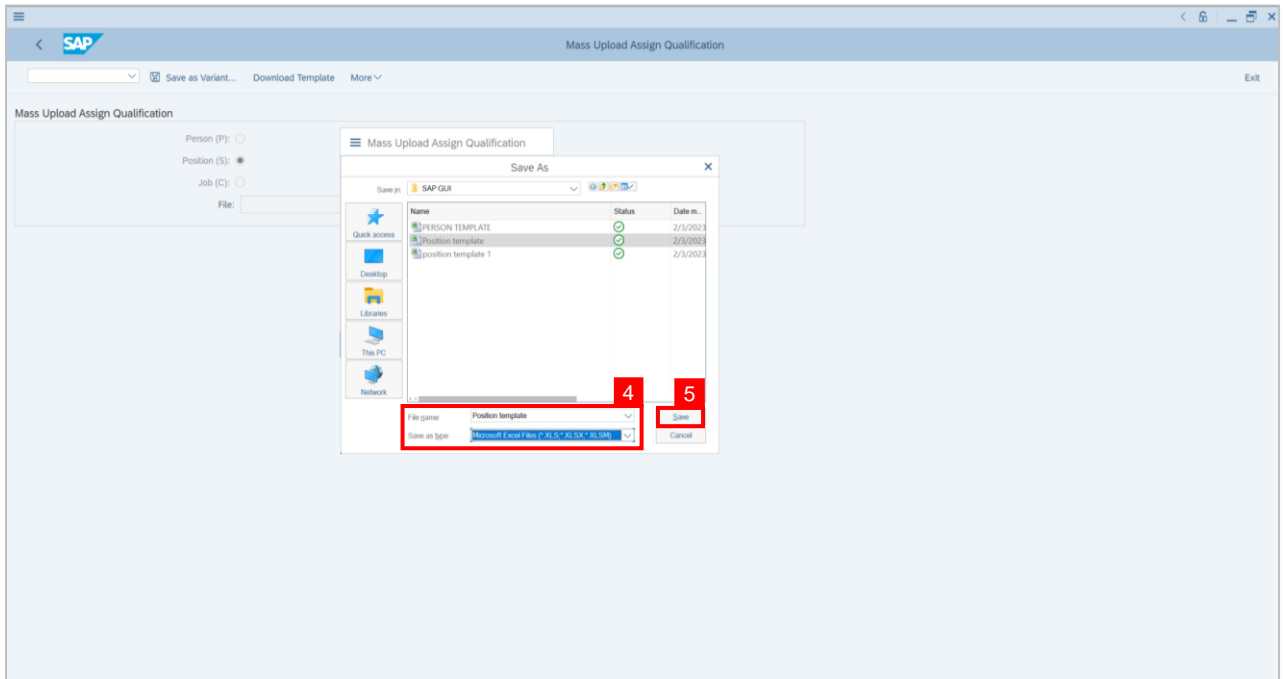 SAP
Mass Upload Assign Qualification
Save as Variant... Download Template More Exit
Mass Upload Assign Qualification
Person (P):
Position (S):
Job (C):
File:
Mass Upload Assign Qualification
Save As
Save in: SAP GUI
Name Status Date m...
PERSON TEMPLATE 2/3/2023
Position template 2/3/2023
position template 1 2/3/2023
Quick access
Desktop
Libraries
This PC
Network
4 5
File name: Position template Save
Save as type: Microsoft Excel Files (*.XLS;*.XLSX;*.XLSM) Cancel